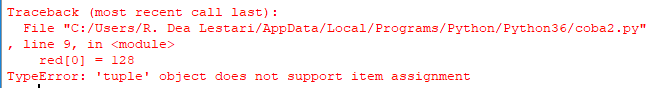 Traceback (most recent call last):
  File "C:/Users/R. Dea Lestari/AppData/Local/Programs/Python/Python36/coba2.py"
, line 9, in <module>
    red[0] = 128
TypeError: 'tuple' object does not support item assignment